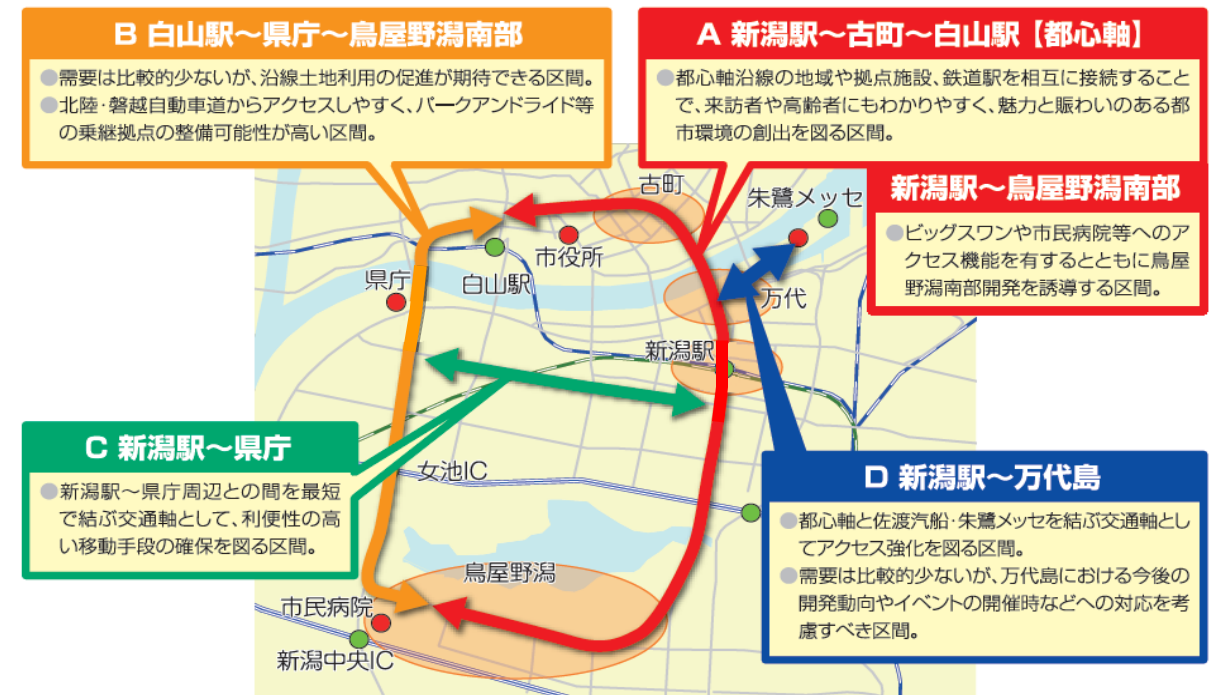 B 白山駅～県庁～鳥屋野潟南部
●需要は比較的少ないが、沿線土地利用の促進が期待できる区間。
●北陸・磐越自動車道からアクセスしやすく、パークアンドライド等
の乗継拠点の整備可能性が高い区間。
A 新潟駅～古町～白山駅【都心軸】
●都心軸沿線の地域や拠点施設、鉄道駅を相互に接続すること
で、来訪者や高齢者にもわかりやすく、魅力と賑わいのある都
市環境の創出を図る区間。
新潟駅～鳥屋野潟南部
●ビッグスワンや市民病院等へのア
クセス機能を有するとともに鳥屋
野潟南部開発を誘導する区間。
古町
朱鷺メッセ
市役所
白山駅
県庁
万代
新潟駅
C 新潟駅～県庁
●新潟駅～県庁周辺との間を最短
で結ぶ交通軸として、利便性の高
い移動手段の確保を図る区間。
女池IC
D 新潟駅～万代島
●都心軸と佐渡汽船・朱鷺メッセを結ぶ交通軸とし
てアクセス強化を図る区間。
●需要は比較的少ないが、万代島における今後の
開発動向やイベントの開催時などへの対応を考
慮すべき区間。
鳥屋野潟
市民病院
新潟中央IC